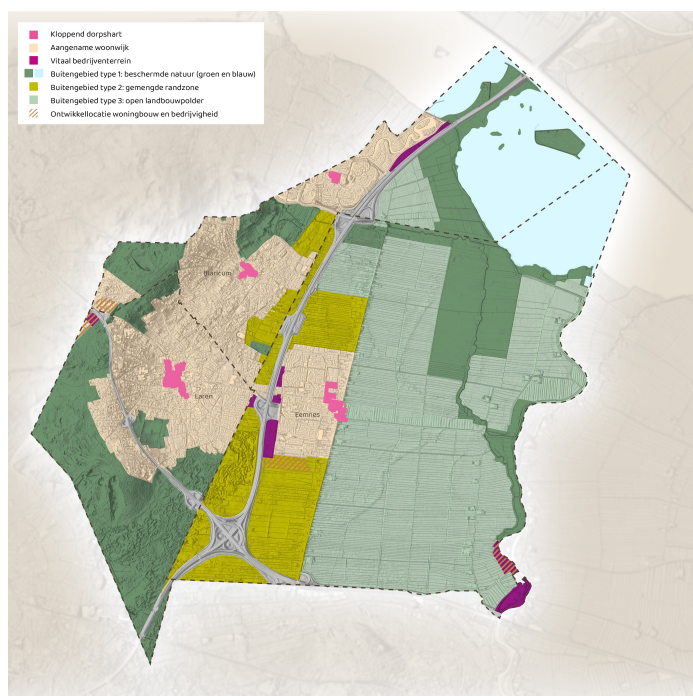 Kloppend dorpshart
Aangename woonwijk
Vitaal bedrijventerrein
Buitengebied type 1: beschermde natuur (groen en blauw)
Buitengebied type 2: gemengde randzone
Buitengebied type 3: open landbouwpolder
Ontwikkellocatie woningbouw en bedrijvigheid
Blaricum
Laren
Eemnes